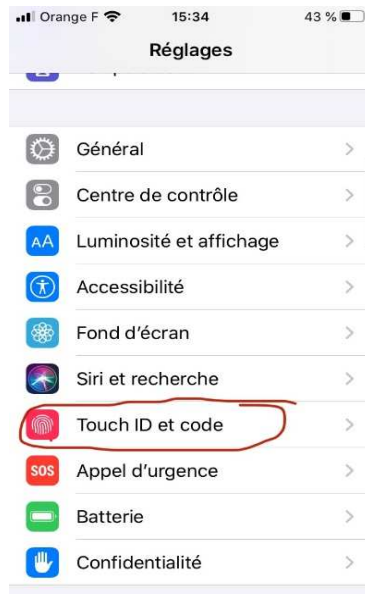 Orange F 15:34 43 %
Réglages
Général
Centre de contrôle
AA Luminosité et affichage
Accessibilité
Fond d'écran
Siri et recherche
Touch ID et code
SOS Appel d'urgence
Batterie
Confidentialité